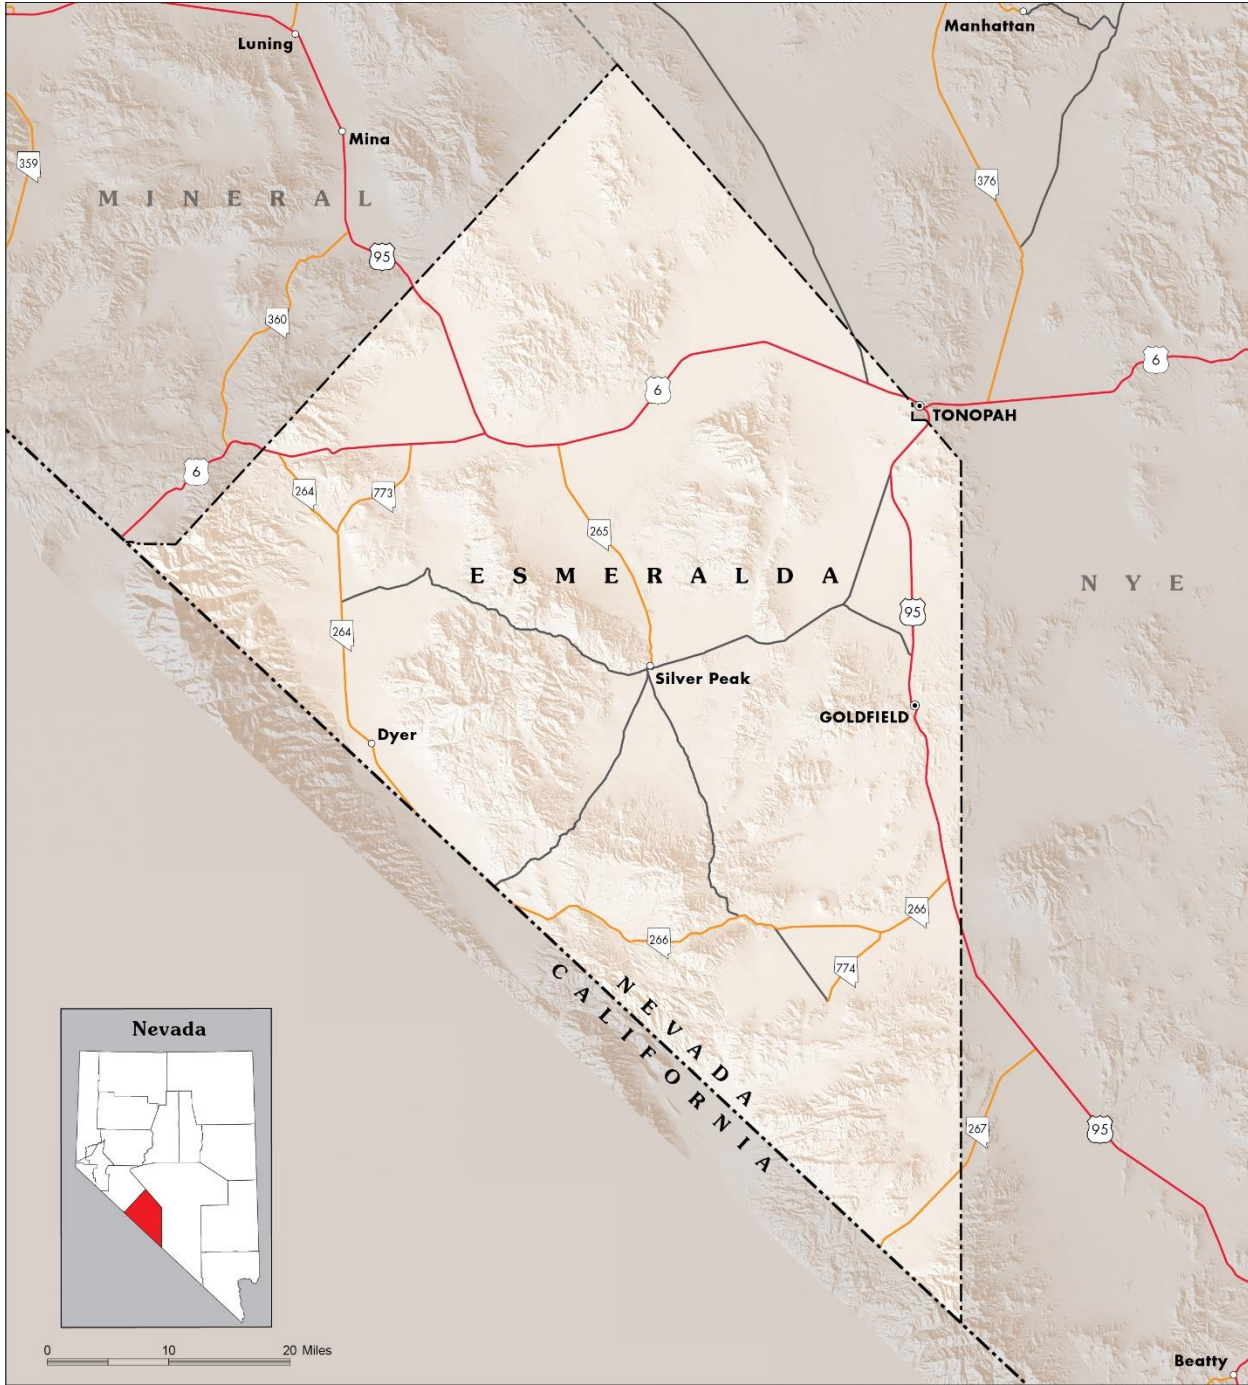 Manhattan
Luning
Mina
359
376
MINERAL
95
360
6
6
TONOPAH
6
264
773
265
ESMERALDA
NYE
95
264
Silver Peak
GOLDFIELD
Dyer
266
266
774
NEVADA
CALIFORNIA
Nevada
267
95
0 10 20 Miles
Beatty